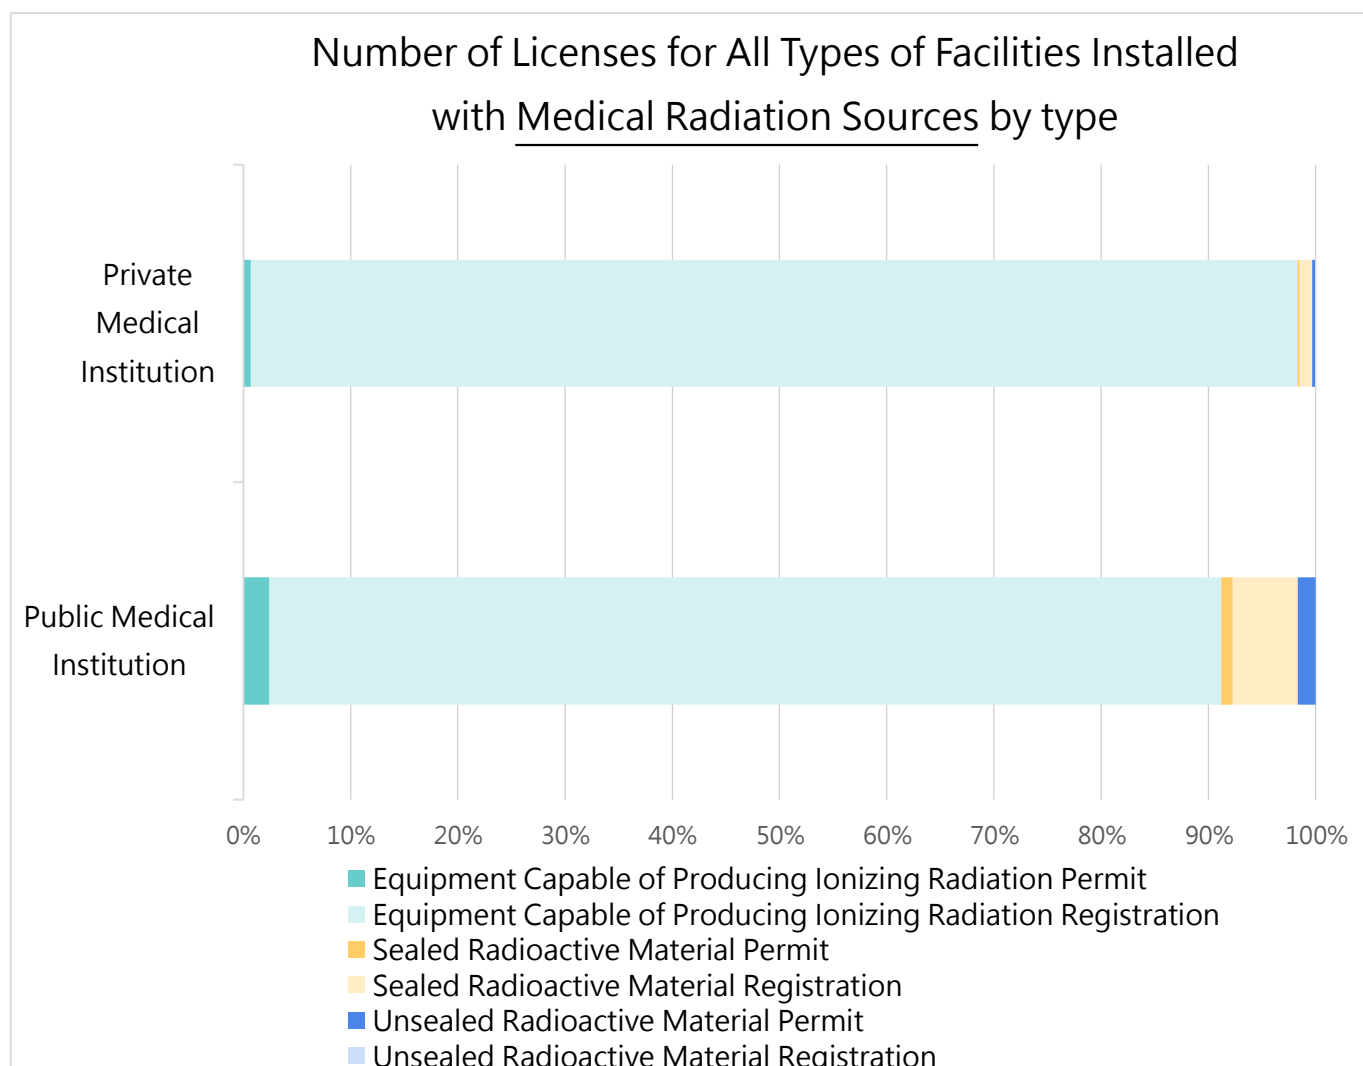 Number of Licenses for All Types of Facilities Installed
with Medical Radiation Sources by type
Private
Medical
Institution
Public Medical
Institution
0% 10% 20% 30% 40% 50% 60% 70% 80% 90% 100%
Equipment Capable of Producing Ionizing Radiation Permit
Equipment Capable of Producing Ionizing Radiation Registration
Sealed Radioactive Material Permit
Sealed Radioactive Material Registration
Unsealed Radioactive Material Permit
Unsealed Radioactive Material Registration